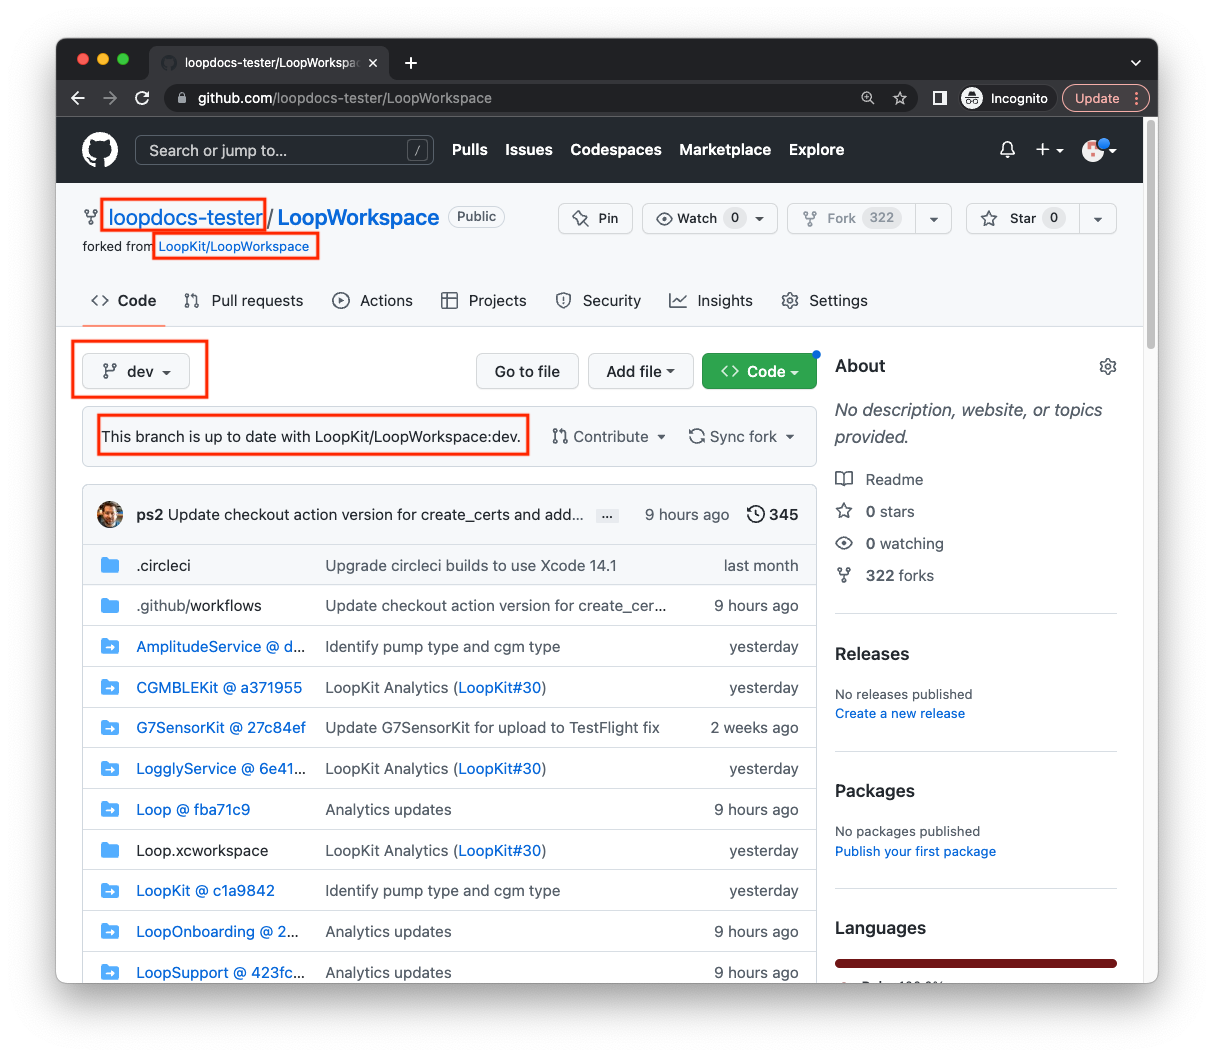 loopdocs-tester/LoopWorkspa
github.com/loopdocs-tester/LoopWorkspace
Incognito
Update
Search or jump to...
/
Pulls
Issues
Codespaces
Marketplace
Explore
loopdocs-tester / LoopWorkspace
Public
Pin
Watch 0
Fork 322
Star 0
forked from LoopKit/LoopWorkspace
Code
Pull requests
Actions
Projects
Security
Insights
Settings
dev
Go to file
Add file
Code
This branch is up to date with LoopKit/LoopWorkspace:dev.
Contribute
Sync fork
ps2 Update checkout action version for create_certs and add... ... 9 hours ago 345
.circleci Upgrade circleci builds to use Xcode 14.1 last month
.github/workflows Update checkout action version for create_cer... 9 hours ago
AmplitudeService @ d... Identify pump type and cgm type yesterday
CGMBLEKit @ a371955 LoopKit Analytics (LoopKit#30) yesterday
G7SensorKit @ 27c84ef Update G7SensorKit for upload to TestFlight fix 2 weeks ago
LogglyService @ 6e41... LoopKit Analytics (LoopKit#30) yesterday
Loop @ fba71c9 Analytics updates 9 hours ago
Loop.xcworkspace LoopKit Analytics (LoopKit#30) yesterday
LoopKit @ c1a9842 Identify pump type and cgm type yesterday
LoopOnboarding @ 2... Analytics updates 9 hours ago
LoopSupport @ 423fc... Analytics updates 9 hours ago
About
No description, website, or topics
provided.
Readme
0 stars
0 watching
322 forks
Releases
No releases published
Create a new release
Packages
No packages published
Publish your first package
Languages